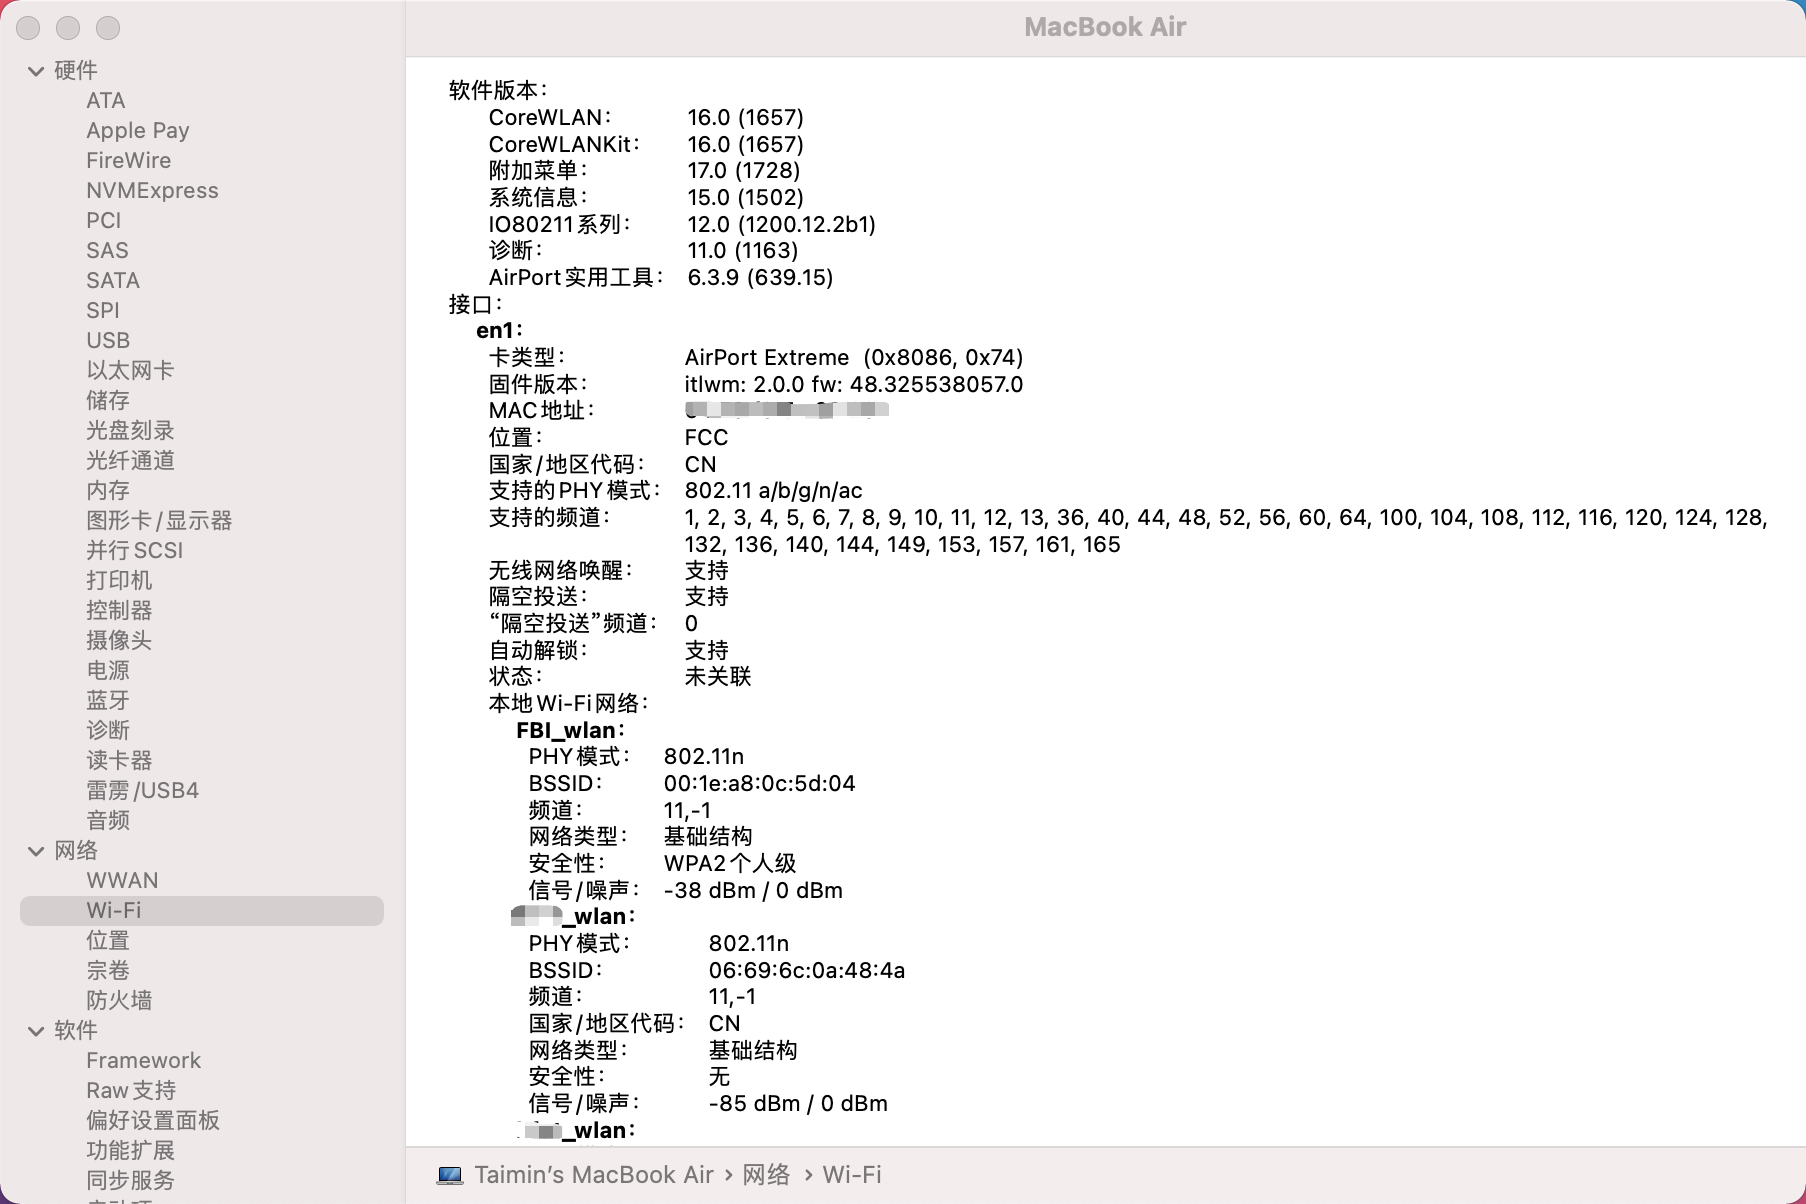 MacBook Air
硬件
ATA
Apple Pay
FireWire
NVMExpress
PCI
SAS
SATA
SPI
USB
以太网卡
储存
光盘刻录
光纤通道
内存
图形卡/显示器
并行SCSI
打印机
控制器
摄像头
电源
蓝牙
诊断
读卡器
雷雳/USB4
音频
网络
WWAN
Wi-Fi
位置
宗卷
防火墙
软件
Framework
Raw支持
偏好设置面板
功能扩展
同步服务
软件版本：
CoreWLAN： 16.0 (1657)
CoreWLANKit： 16.0 (1657)
附加菜单： 17.0 (1728)
系统信息： 15.0 (1502)
IO80211系列： 12.0 (1200.12.2b1)
诊断： 11.0 (1163)
AirPort实用工具： 6.3.9 (639.15)
接口：
en1：
卡类型： AirPort Extreme (0x8086, 0x74)
固件版本： itlwm: 2.0.0 fw: 48.325538057.0
MAC地址：
位置： FCC
国家/地区代码： CN
支持的PHY模式： 802.11 a/b/g/n/ac
支持的频道： 1, 2, 3, 4, 5, 6, 7, 8, 9, 10, 11, 12, 13, 36, 40, 44, 48, 52, 56, 60, 64, 100, 104, 108, 112, 116, 120, 124, 128,
132, 136, 140, 144, 149, 153, 157, 161, 165
无线网络唤醒： 支持
隔空投送： 支持
“隔空投送”频道： 0
自动解锁： 支持
状态： 未关联
本地Wi-Fi网络：
FBI_wlan：
PHY模式： 802.11n
BSSID： 00:1e:a8:0c:5d:04
频道： 11,-1
网络类型： 基础结构
安全性： WPA2个人级
信号/噪声： -38 dBm / 0 dBm
_wlan：
PHY模式： 802.11n
BSSID： 06:69:6c:0a:48:4a
频道： 11,-1
国家/地区代码： CN
网络类型： 基础结构
安全性： 无
信号/噪声： -85 dBm / 0 dBm
_wlan：
Taimin’s MacBook Air › 网络 › Wi-Fi